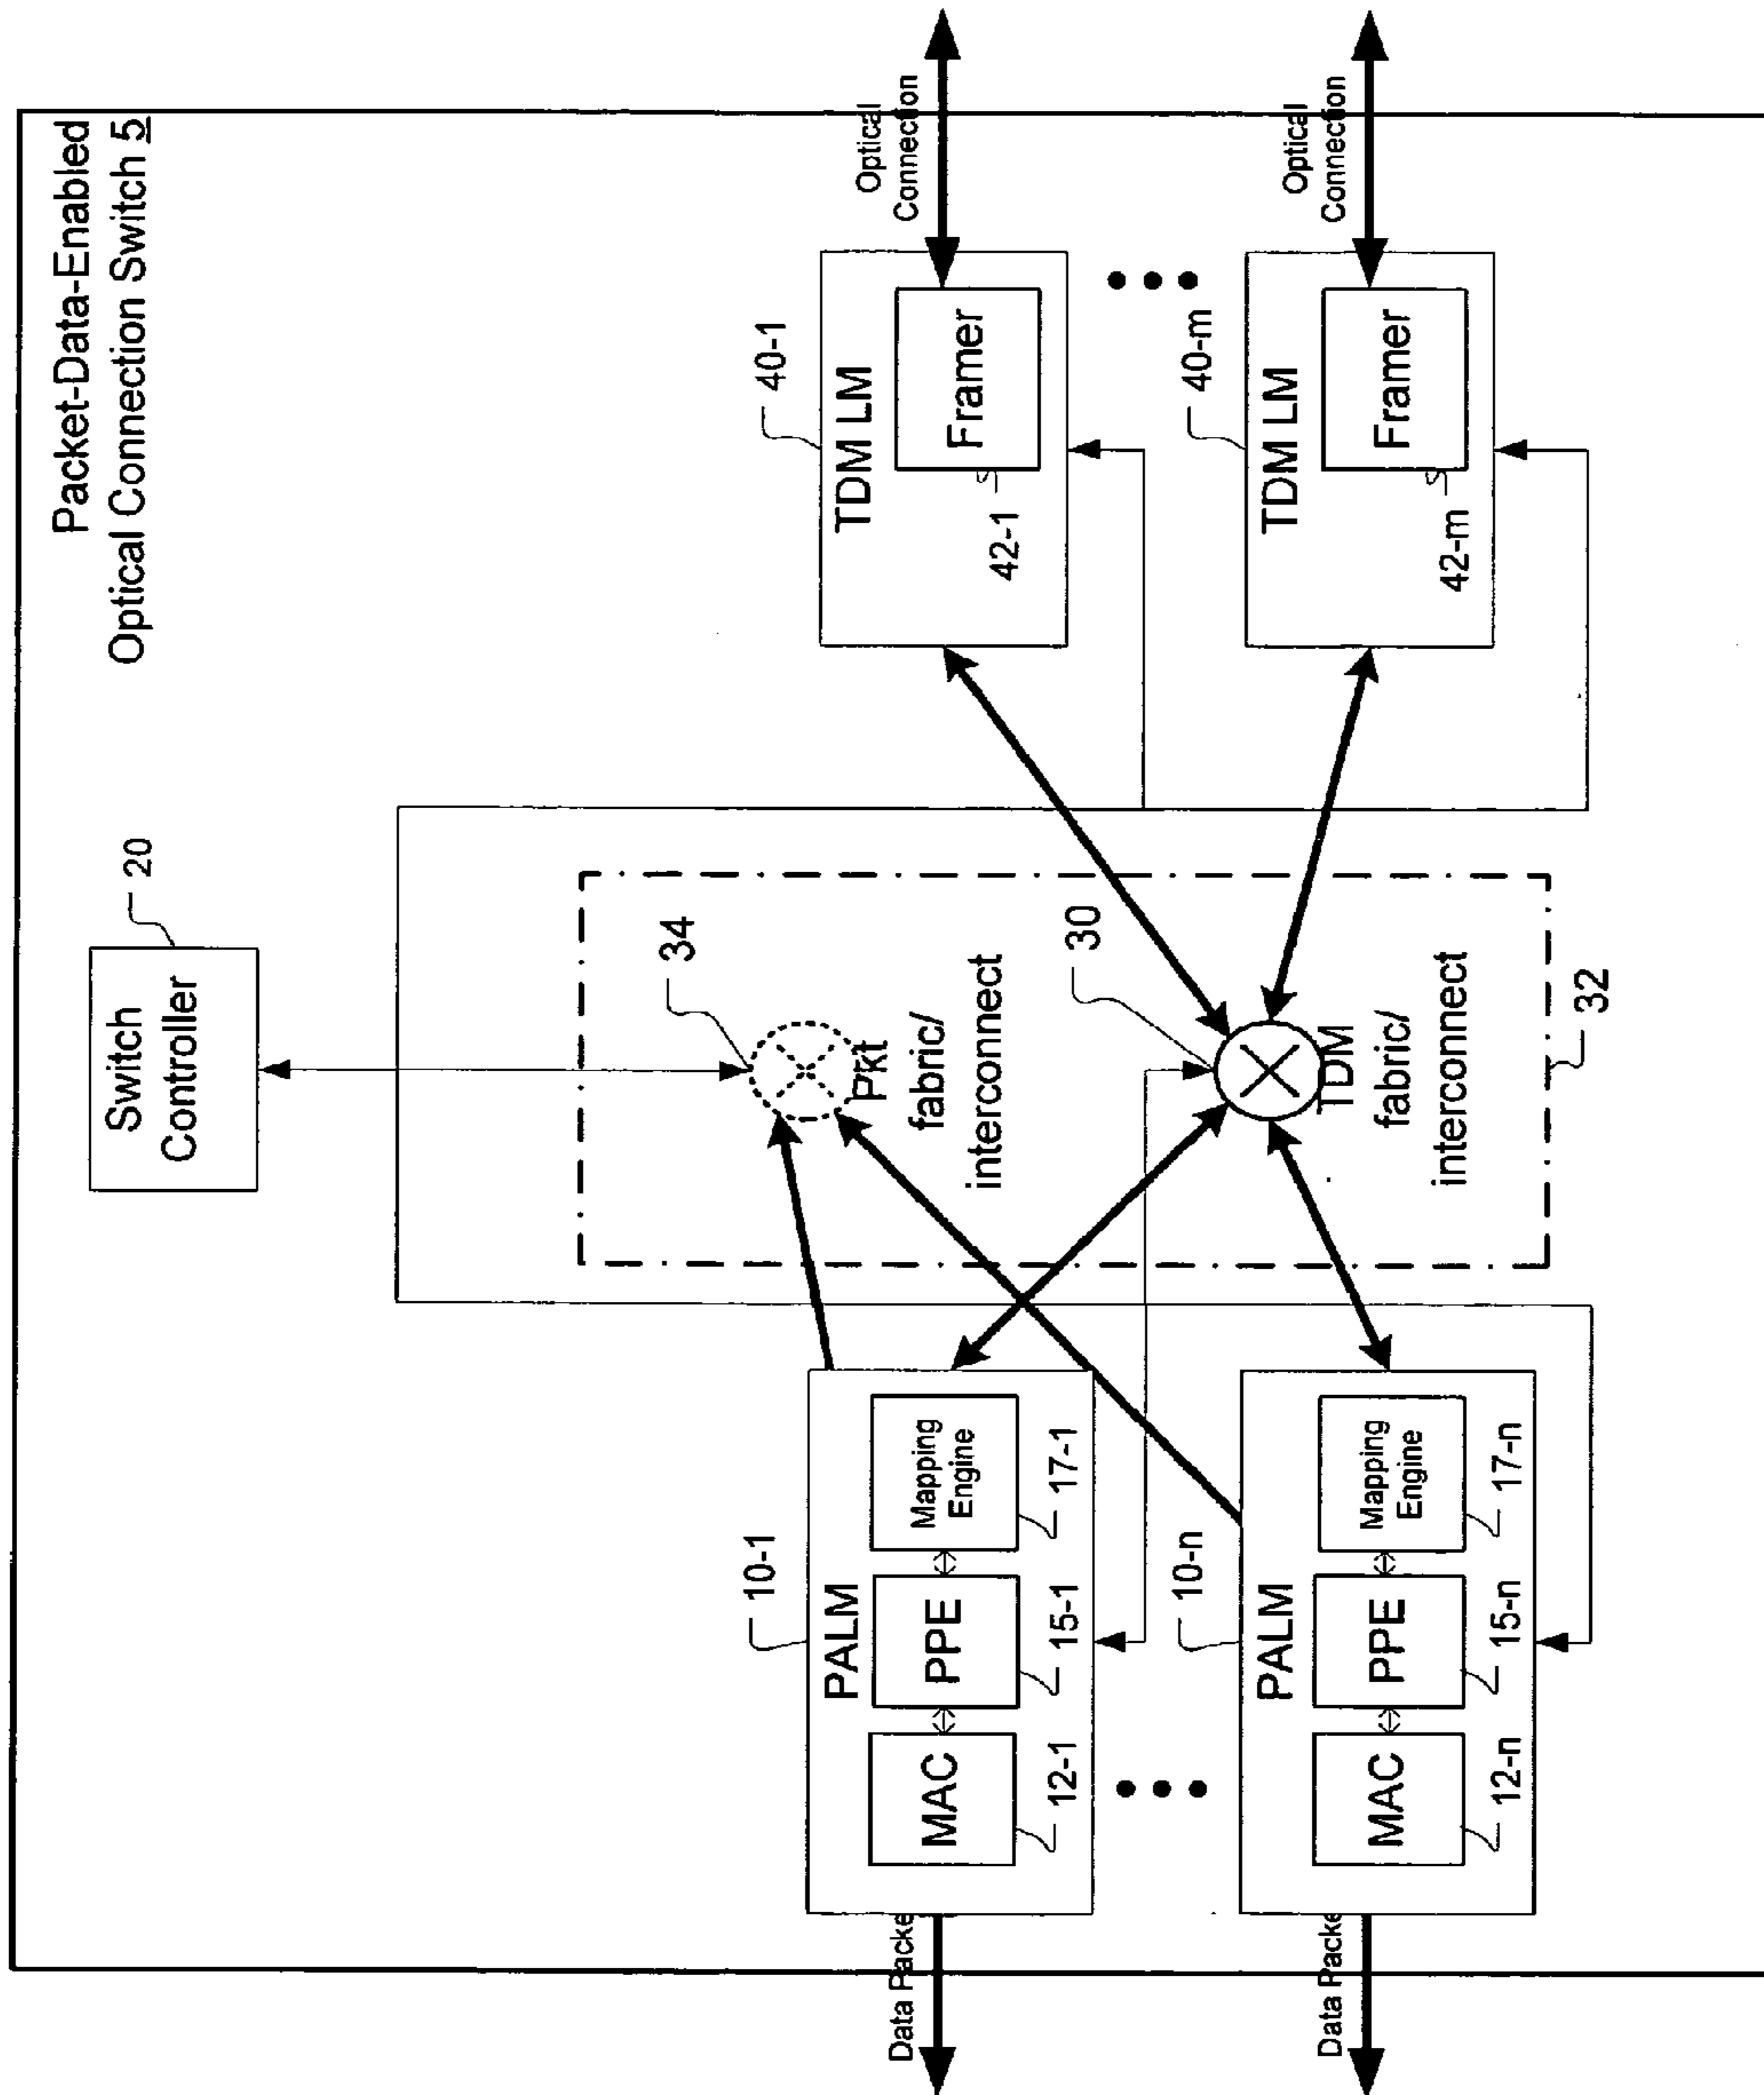 Packet-Data-Enabled
Optical Connection Switch 5
Switch
Controller
20
34
Pkt
fabric/
interconnect
30
TDM
fabric/
interconnect
32
10-1
PALM
MAC
PPE
Mapping
Engine
12-1
15-1
17-1
Data Packe
10-n
PALM
MAC
PPE
Mapping
Engine
12-n
15-n
17-n
Data Packe
40-1
TDM LM
Framer
42-1
Optical
Connection
40-m
TDM LM
Framer
42-m
Optical
Connection